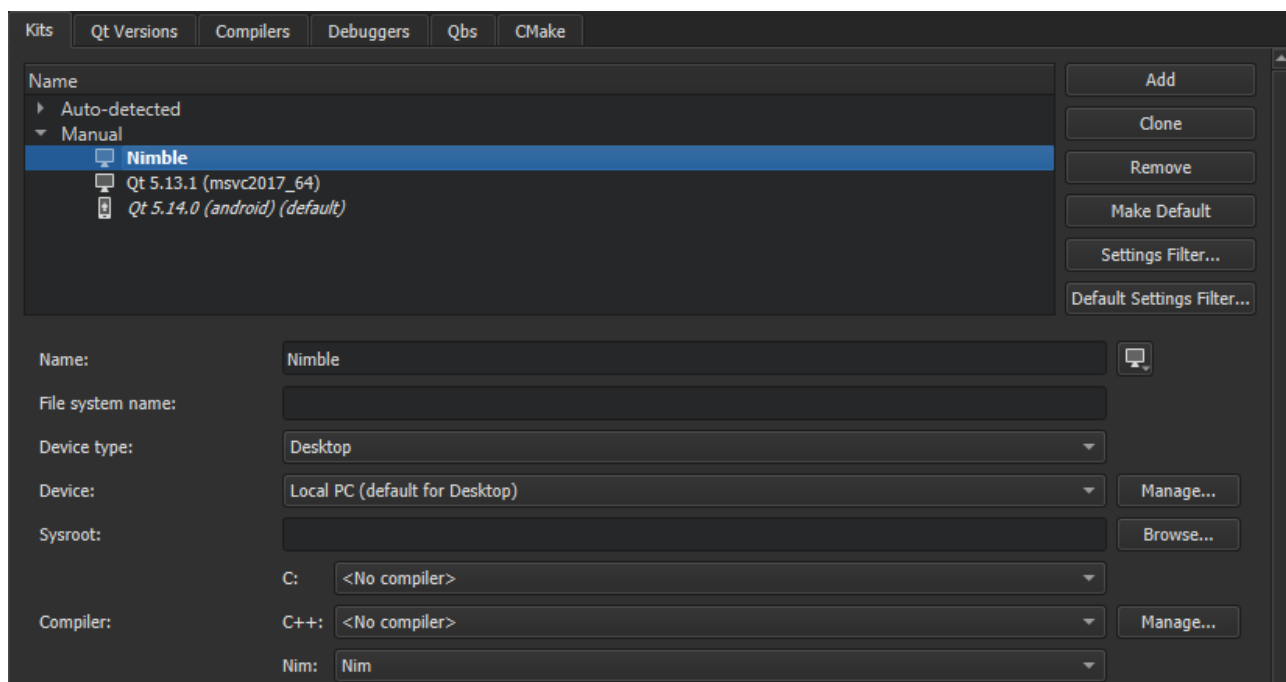 Kits Qt Versions Compilers Debuggers Qbs CMake
Name
Auto-detected
Manual
Nimble
Qt 5.13.1 (msvc2017_64)
Qt 5.14.0 (android) (default)
Add
Clone
Remove
Make Default
Settings Filter...
Default Settings Filter...
Name: Nimble
File system name:
Device type: Desktop
Device: Local PC (default for Desktop) Manage...
Sysroot: Browse...
C: <No compiler>
Compiler: C++: <No compiler> Manage...
Nim: Nim